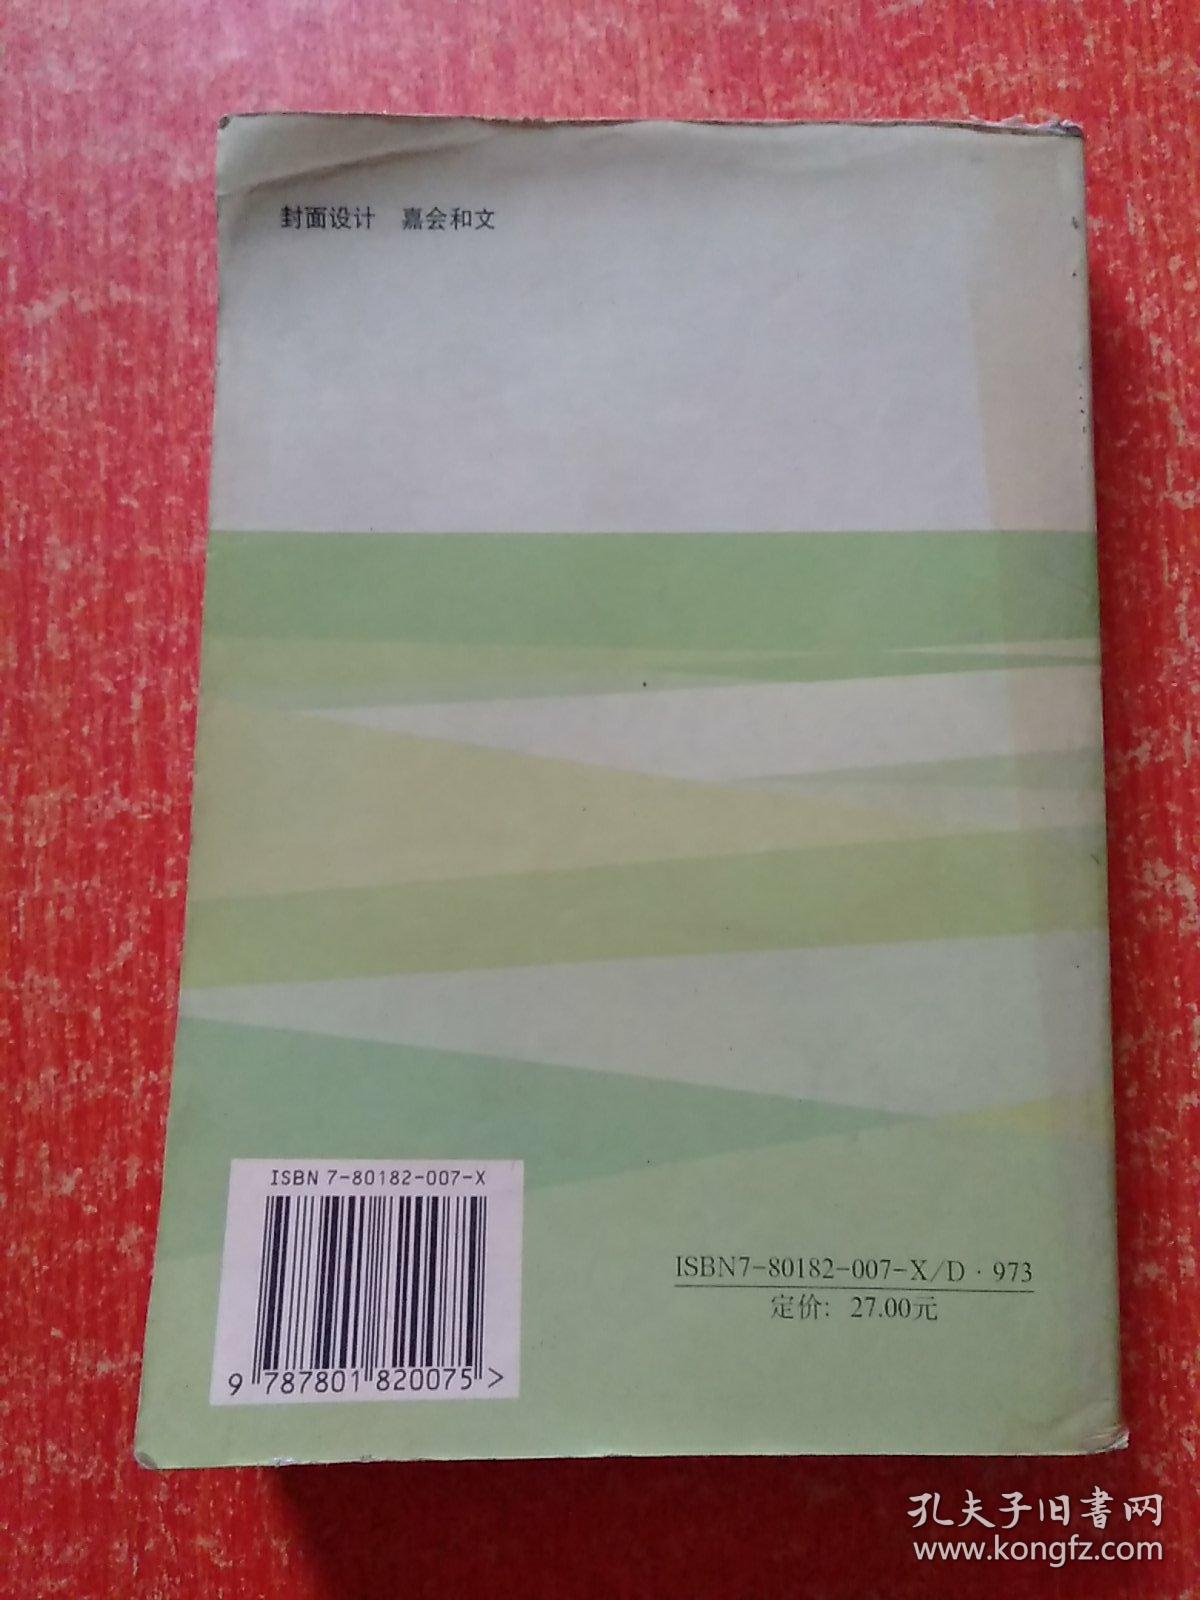 封面设计 嘉会和文
ISBN 7-80182-007-X
9 787801 820075 >
ISBN7-80182-007-X/D·973
定价: 27.00元
孔夫子旧书网
www.kongfz.com